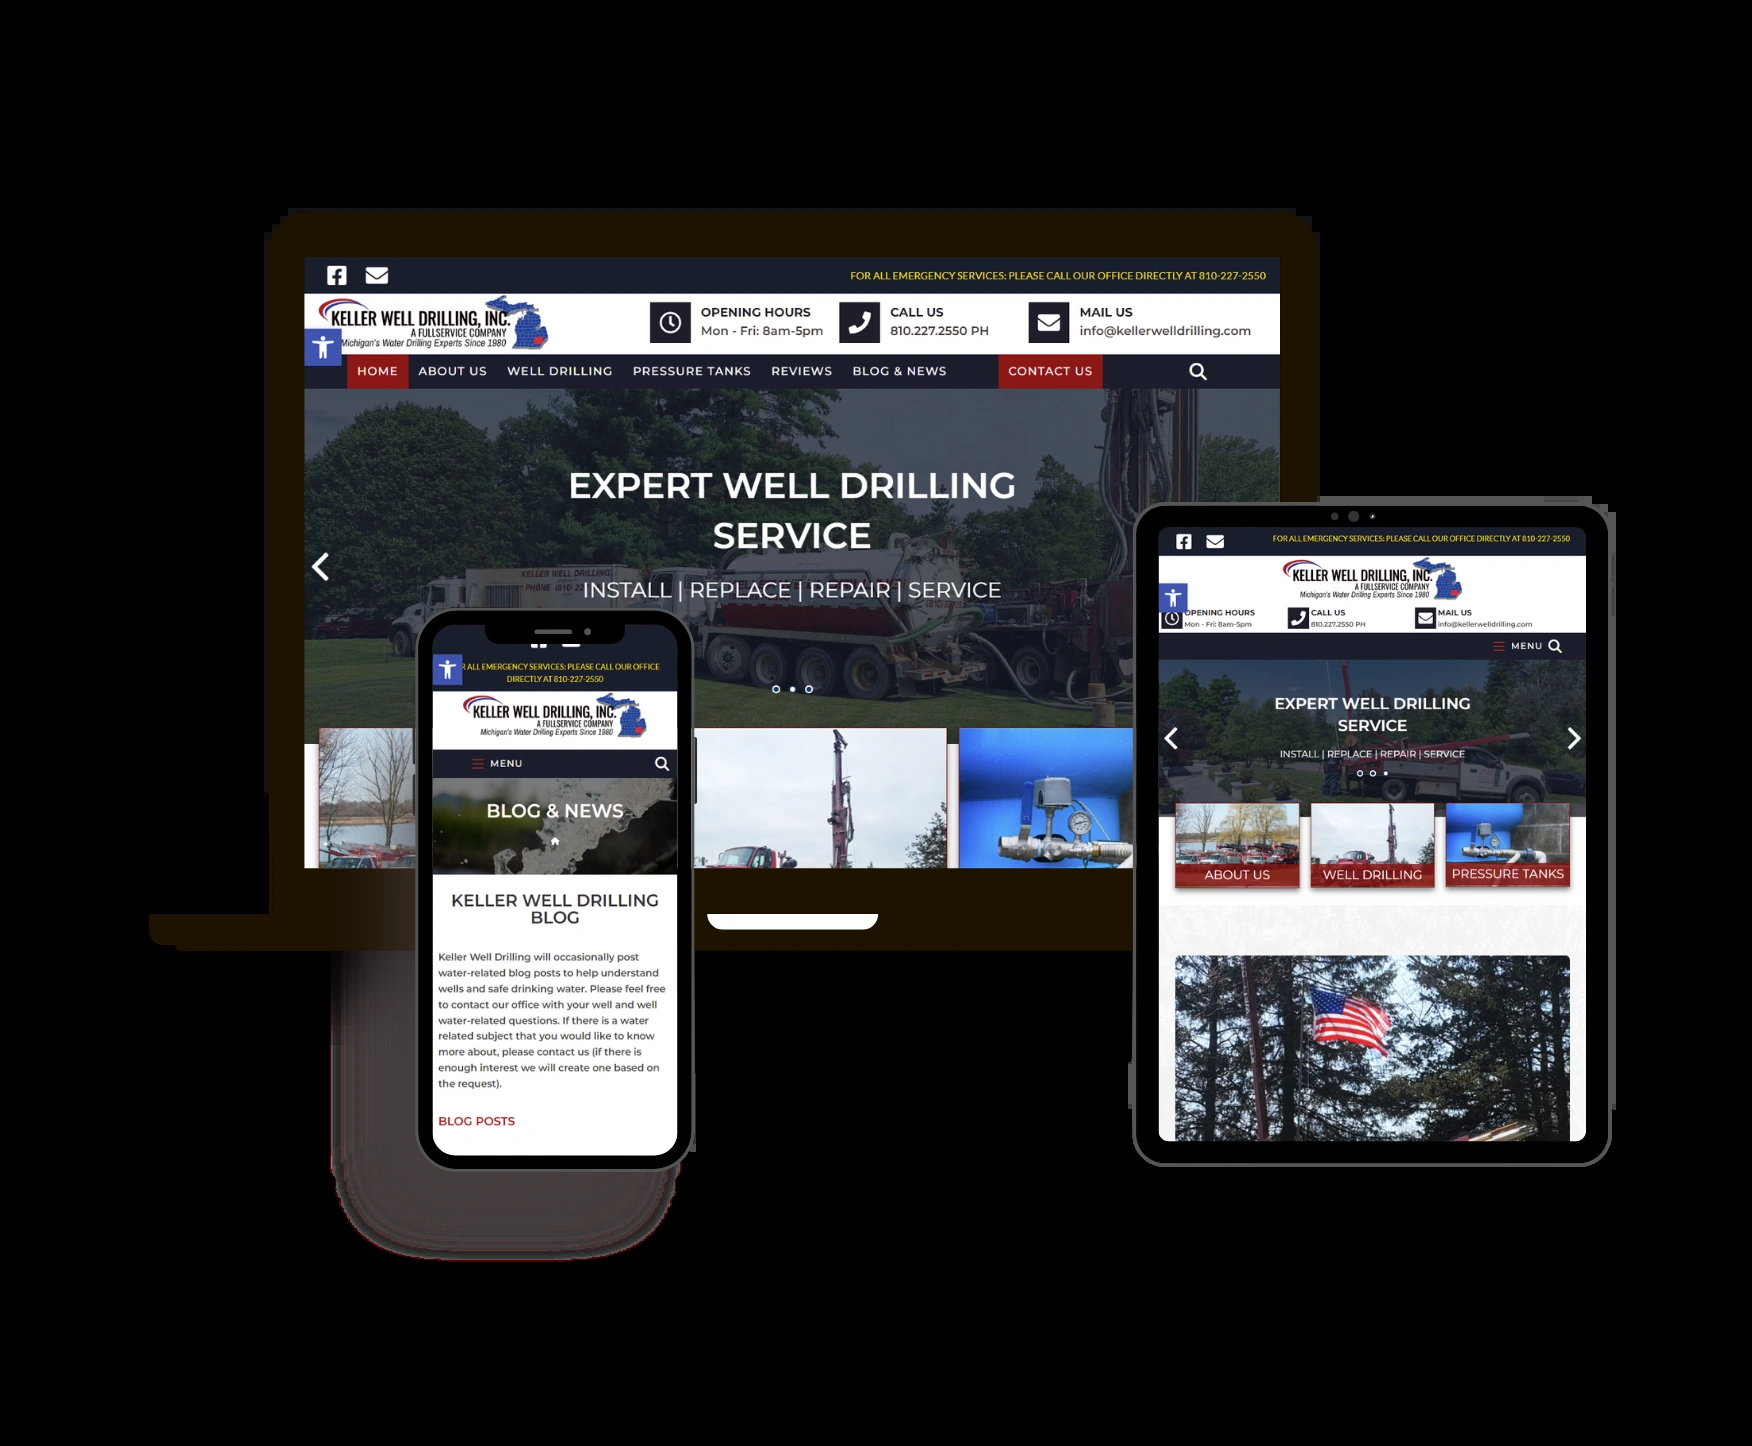 FOR ALL EMERGENCY SERVICES: PLEASE CALL OUR OFFICE DIRECTLY AT 810-227-2550
KELLER WELL DRILLING, INC.
A FULLSERVICE COMPANY
Michigan's Water Drilling Experts Since 1980
OPENING HOURS
Mon - Fri: 8am-5pm
CALL US
810.227.2550 PH
MAIL US
info@kellerwelldrilling.com
HOME ABOUT US WELL DRILLING PRESSURE TANKS REVIEWS BLOG & NEWS CONTACT US
EXPERT WELL DRILLING
SERVICE
KELLER WELL DRILLING
PHONE (810)
INSTALL | REPLACE | REPAIR | SERVICE
ALL EMERGENCY SERVICES: PLEASE CALL OUR OFFICE
DIRECTLY AT 810-227-2550
KELLER WELL DRILLING, INC.
A FULLSERVICE COMPANY
Michigan's Water Drilling Experts Since 1980
MENU
BLOG & NEWS
KELLER WELL DRILLING
BLOG
Keller Well Drilling will occasionally post
water-related blog posts to help understand
wells and safe drinking water. Please feel free
to contact our office with your well and well
water-related questions. If there is a water
related subject that you would like to know
more about, please contact us (if there is
enough interest we will create one based on
the request).
BLOG POSTS
FOR ALL EMERGENCY SERVICES: PLEASE CALL OUR OFFICE DIRECTLY AT 810-227-2550
KELLER WELL DRILLING, INC.
A FULLSERVICE COMPANY
Michigan's Water Drilling Experts Since 1980
OPENING HOURS
Mon - Fri: 8am-5pm
CALL US
810.227.2550 PH
MAIL US
info@kellerwelldrilling.com
MENU
EXPERT WELL DRILLING
SERVICE
INSTALL | REPLACE | REPAIR | SERVICE
ABOUT US
WELL DRILLING
PRESSURE TANKS